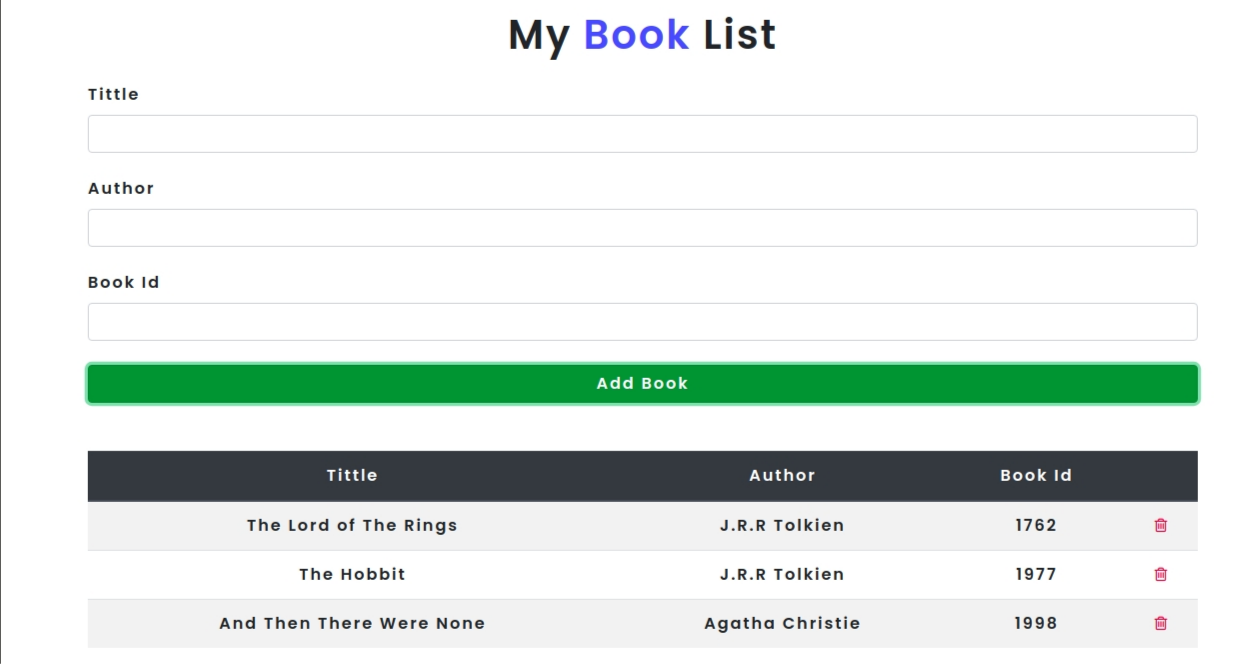 My Book List
Tittle
Author
Book Id
Add Book
Tittle Author Book Id
The Lord of The Rings J.R.R Tolkien 1762
The Hobbit J.R.R Tolkien 1977
And Then There Were None Agatha Christie 1998